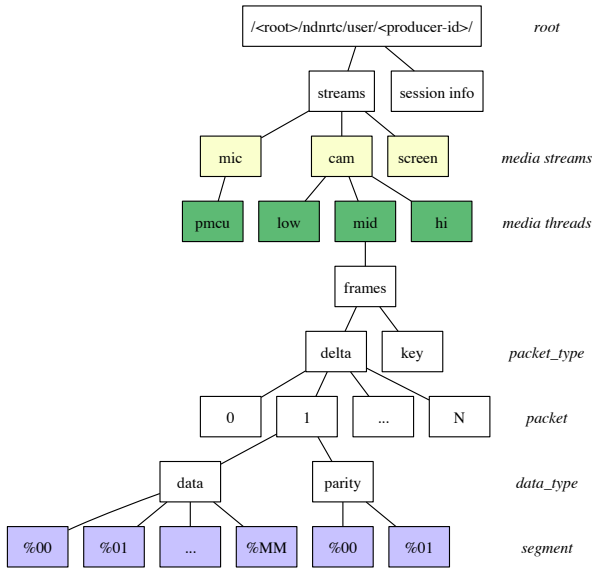 /<root>/ndnrtc/user/<producer-id>/ root
streams session info
mic cam screen media streams
pmcu low mid hi media threads
frames
delta key packet_type
0 1 ... N packet
data parity data_type
%00 %01 ... %MM %00 %01 segment